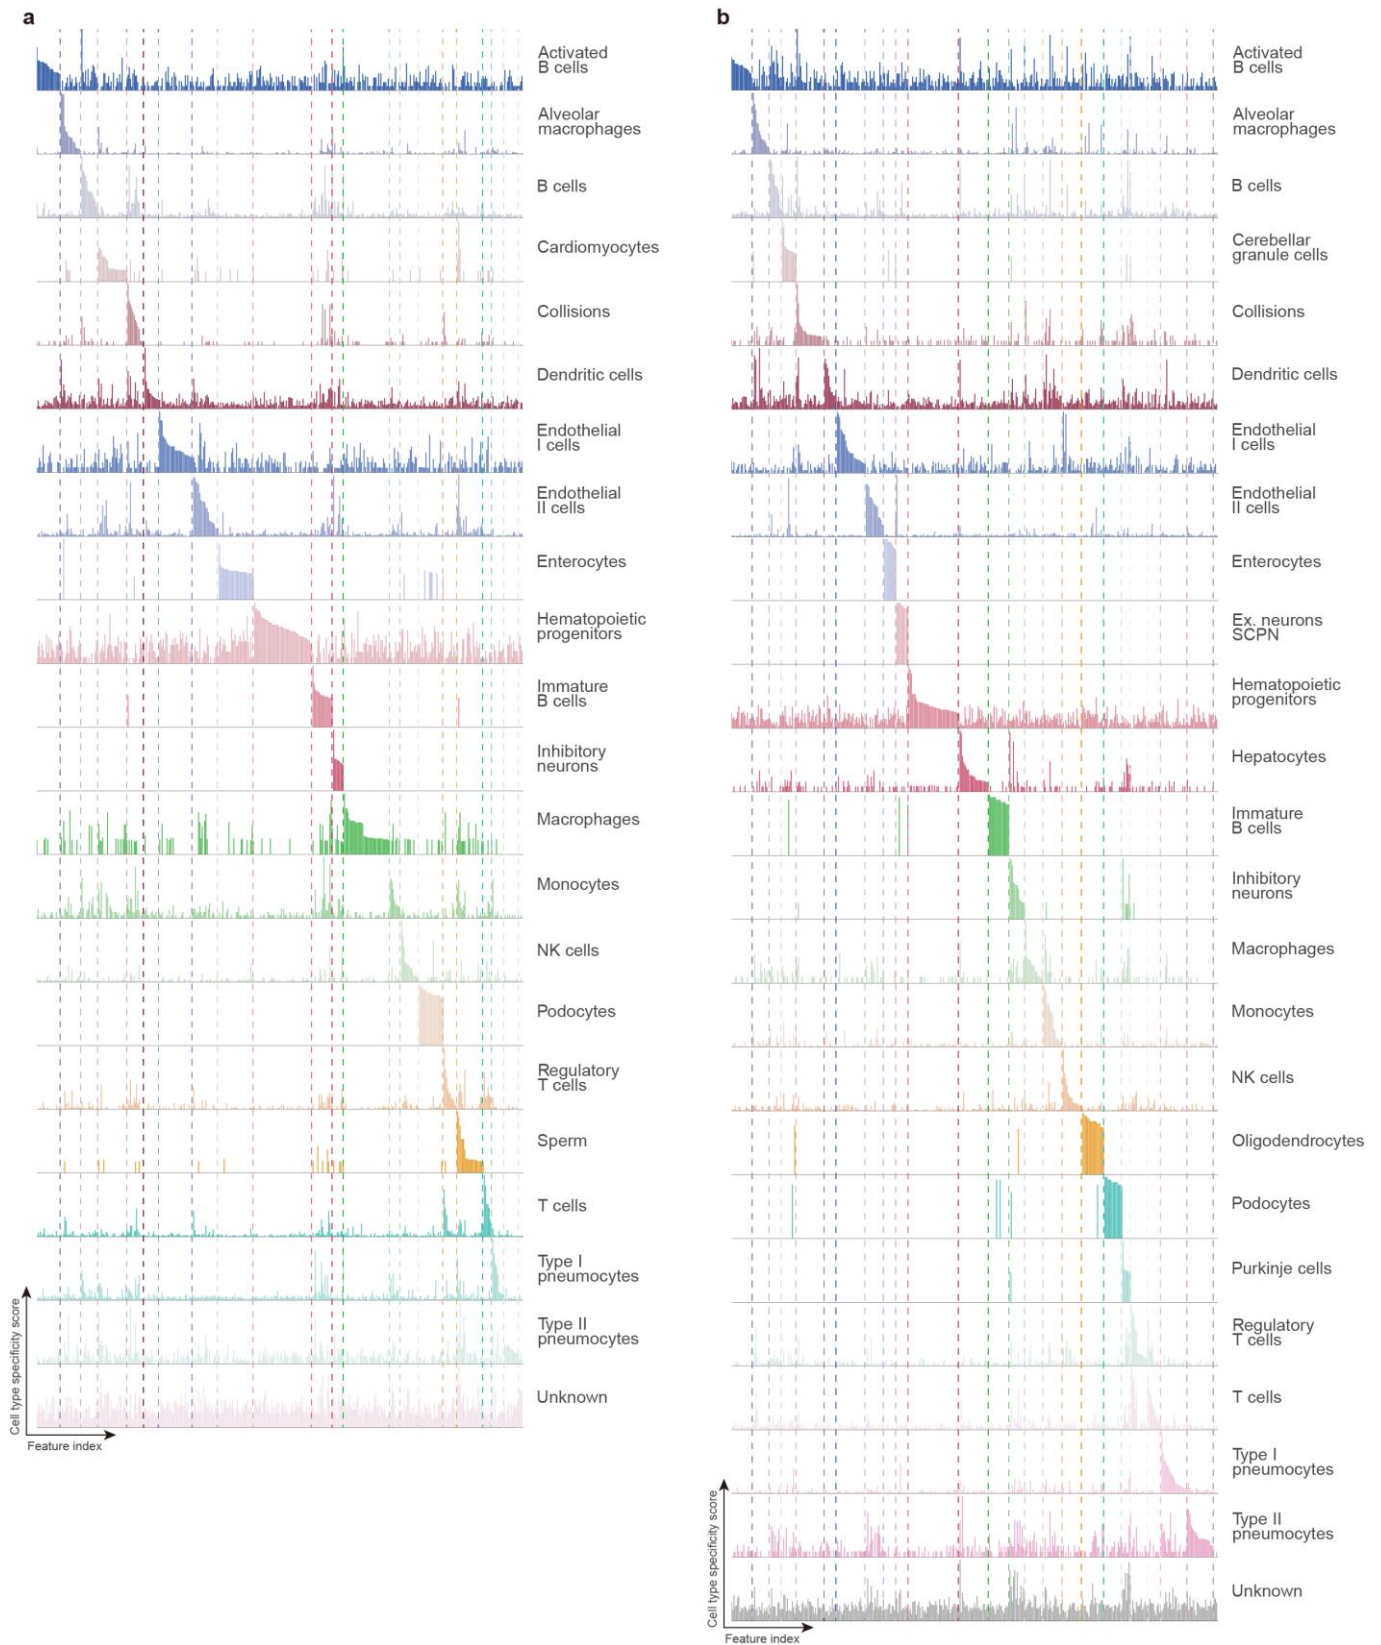 a
Activated
B cells
Alveolar
macrophages
B cells
Cardiomyocytes
Collisions
Dendritic cells
Endothelial
I cells
Endothelial
II cells
Enterocytes
Hematopoietic
progenitors
Immature
B cells
Inhibitory
neurons
Macrophages
Monocytes
NK cells
Podocytes
Regulatory
T cells
Sperm
T cells
Type I
pneumocytes
Type II
pneumocytes
Unknown
Cell type specificity score
Feature index
b
Activated
B cells
Alveolar
macrophages
B cells
Cerebellar
granule cells
Collisions
Dendritic cells
Endothelial
I cells
Endothelial
II cells
Enterocytes
Ex. neurons
SCPN
Hematopoietic
progenitors
Hepatocytes
Immature
B cells
Inhibitory
neurons
Macrophages
Monocytes
NK cells
Oligodendrocytes
Podocytes
Purkinje cells
Regulatory
T cells
T cells
Type I
pneumocytes
Type II
pneumocytes
Unknown
Cell type specificity score
Feature index